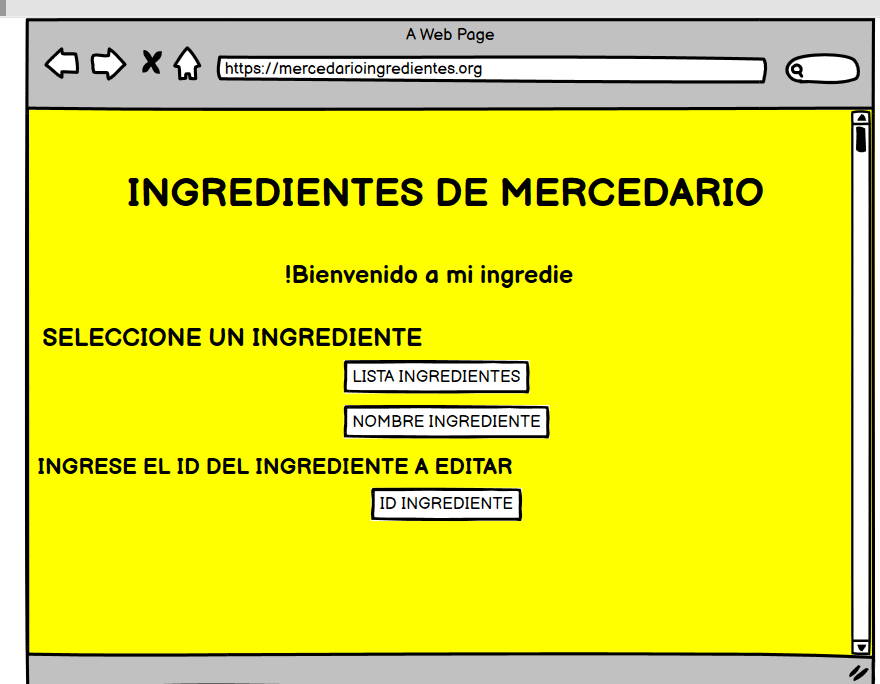 A Web Page
https://mercedarioingredientes.org
INGREDIENTES DE MERCEDARIO
!Bienvenido a mi ingredie
SELECCIONE UN INGREDIENTE
LISTA INGREDIENTES
NOMBRE INGREDIENTE
INGRESE EL ID DEL INGREDIENTE A EDITAR
ID INGREDIENTE